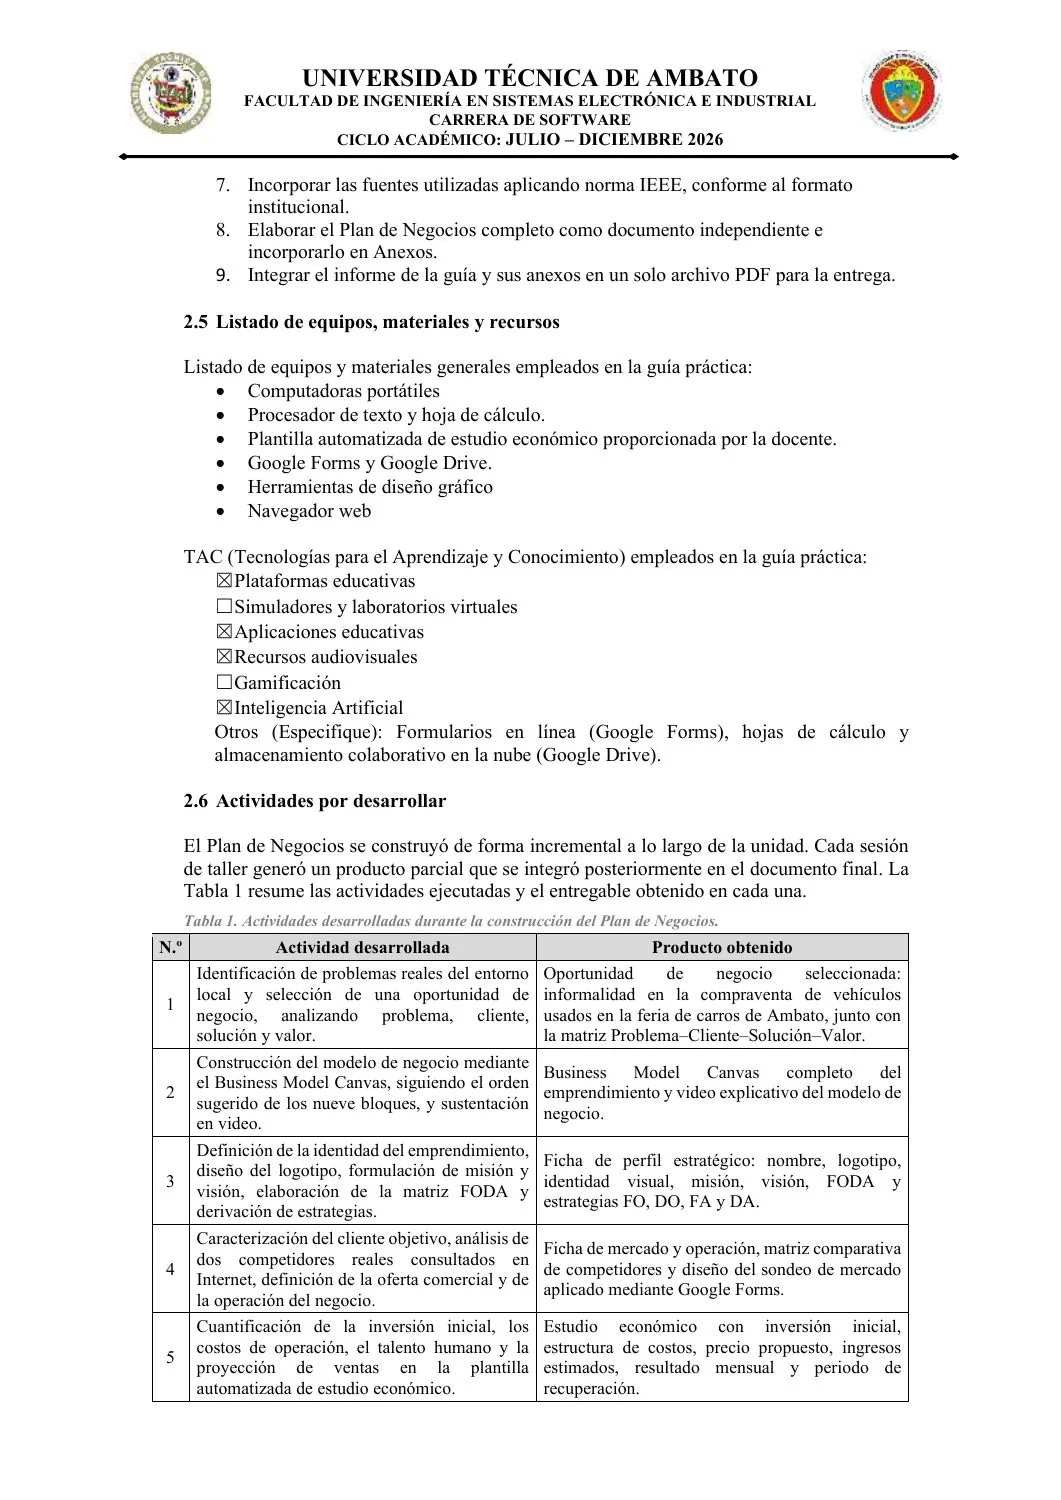 UNIVERSIDAD TÉCNICA DE AMBATO
FACULTAD DE INGENIERÍA EN SISTEMAS ELECTRÓNICA E INDUSTRIAL
CARRERA DE SOFTWARE
CICLO ACADÉMICO: JULIO – DICIEMBRE 2026
7. Incorporar las fuentes utilizadas aplicando norma IEEE, conforme al formato
institucional.
8. Elaborar el Plan de Negocios completo como documento independiente e
incorporarlo en Anexos.
9. Integrar el informe de la guía y sus anexos en un solo archivo PDF para la entrega.
2.5 Listado de equipos, materiales y recursos
Listado de equipos y materiales generales empleados en la guía práctica:
• Computadoras portátiles
• Procesador de texto y hoja de cálculo.
• Plantilla automatizada de estudio económico proporcionada por la docente.
• Google Forms y Google Drive.
• Herramientas de diseño gráfico
• Navegador web
TAC (Tecnologías para el Aprendizaje y Conocimiento) empleados en la guía práctica:
☒Plataformas educativas
☐Simuladores y laboratorios virtuales
☒Aplicaciones educativas
☒Recursos audiovisuales
☐Gamificación
☒Inteligencia Artificial
Otros (Especifique): Formularios en línea (Google Forms), hojas de cálculo y
almacenamiento colaborativo en la nube (Google Drive).
2.6 Actividades por desarrollar
El Plan de Negocios se construyó de forma incremental a lo largo de la unidad. Cada sesión
de taller generó un producto parcial que se integró posteriormente en el documento final. La
Tabla 1 resume las actividades ejecutadas y el entregable obtenido en cada una.
Tabla 1. Actividades desarrolladas durante la construcción del Plan de Negocios.
N.º Actividad desarrollada Producto obtenido
1
Identificación de problemas reales del entorno
local y selección de una oportunidad de
negocio, analizando problema, cliente,
solución y valor.
Oportunidad de negocio seleccionada:
informalidad en la compraventa de vehículos
usados en la feria de carros de Ambato, junto con
la matriz Problema–Cliente–Solución–Valor.
2
Construcción del modelo de negocio mediante
el Business Model Canvas, siguiendo el orden
sugerido de los nueve bloques, y sustentación
en video.
Business Model Canvas completo del
emprendimiento y video explicativo del modelo de
negocio.
3
Definición de la identidad del emprendimiento,
diseño del logotipo, formulación de misión y
visión, elaboración de la matriz FODA y
derivación de estrategias.
Ficha de perfil estratégico: nombre, logotipo,
identidad visual, misión, visión, FODA y
estrategias FO, DO, FA y DA.
4
Caracterización del cliente objetivo, análisis de
dos competidores reales consultados en
Internet, definición de la oferta comercial y de
la operación del negocio.
Ficha de mercado y operación, matriz comparativa
de competidores y diseño del sondeo de mercado
aplicado mediante Google Forms.
5
Cuantificación de la inversión inicial, los
costos de operación, el talento humano y la
proyección de ventas en la plantilla
automatizada de estudio económico.
Estudio económico con inversión inicial,
estructura de costos, precio propuesto, ingresos
estimados, resultado mensual y periodo de
recuperación.